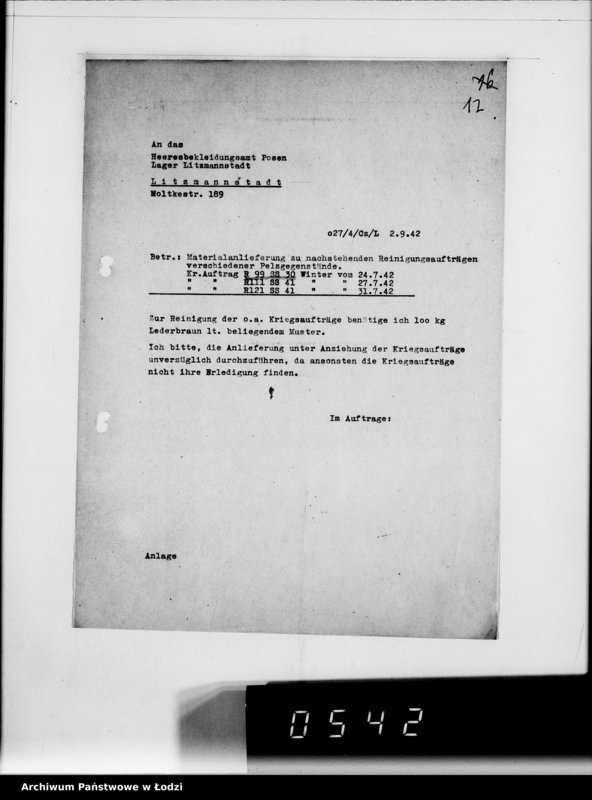 76
12
An das
Heeresbekleidungsamt Posen
Lager Litzmannstadt
L i t z m a n n s t a d t
Moltkestr. 189
o27/4/Cz/L 2.9.42
Betr.: Materialanlieferung zu nachstehenden Reinigungsaufträgen
verschiedener Pelzgegenstände.
Kr.Auftrag R 99 SS 30 Winter vom 24.7.42
" " R111 SS 41 " " 27.7.42
" " R121 SS 41 " " 31.7.42
Zur Reinigung der o.a. Kriegsaufträge benötige ich loo kg
Lederbraun lt. beliegendem Muster.
Ich bitte, die Anlieferung unter Anziehung der Kriegsaufträge
unverzüglich durchzuführen, da ansonsten die Kriegsaufträge
nicht ihre Erledigung finden.
Im Auftrage:
Anlage
0542
Archiwum Państwowe w Łodzi